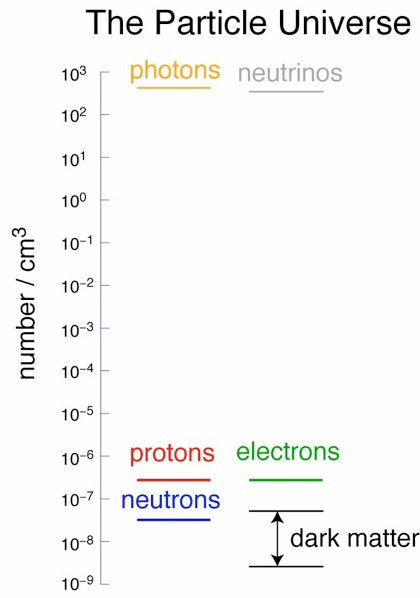 The Particle Universe
10³
photons
neutrinos
10²
10¹
10⁰
10⁻¹
10⁻²
10⁻³
10⁻⁴
10⁻⁵
10⁻⁶
10⁻⁷
10⁻⁸
10⁻⁹
number / cm³
protons
electrons
neutrons
dark matter